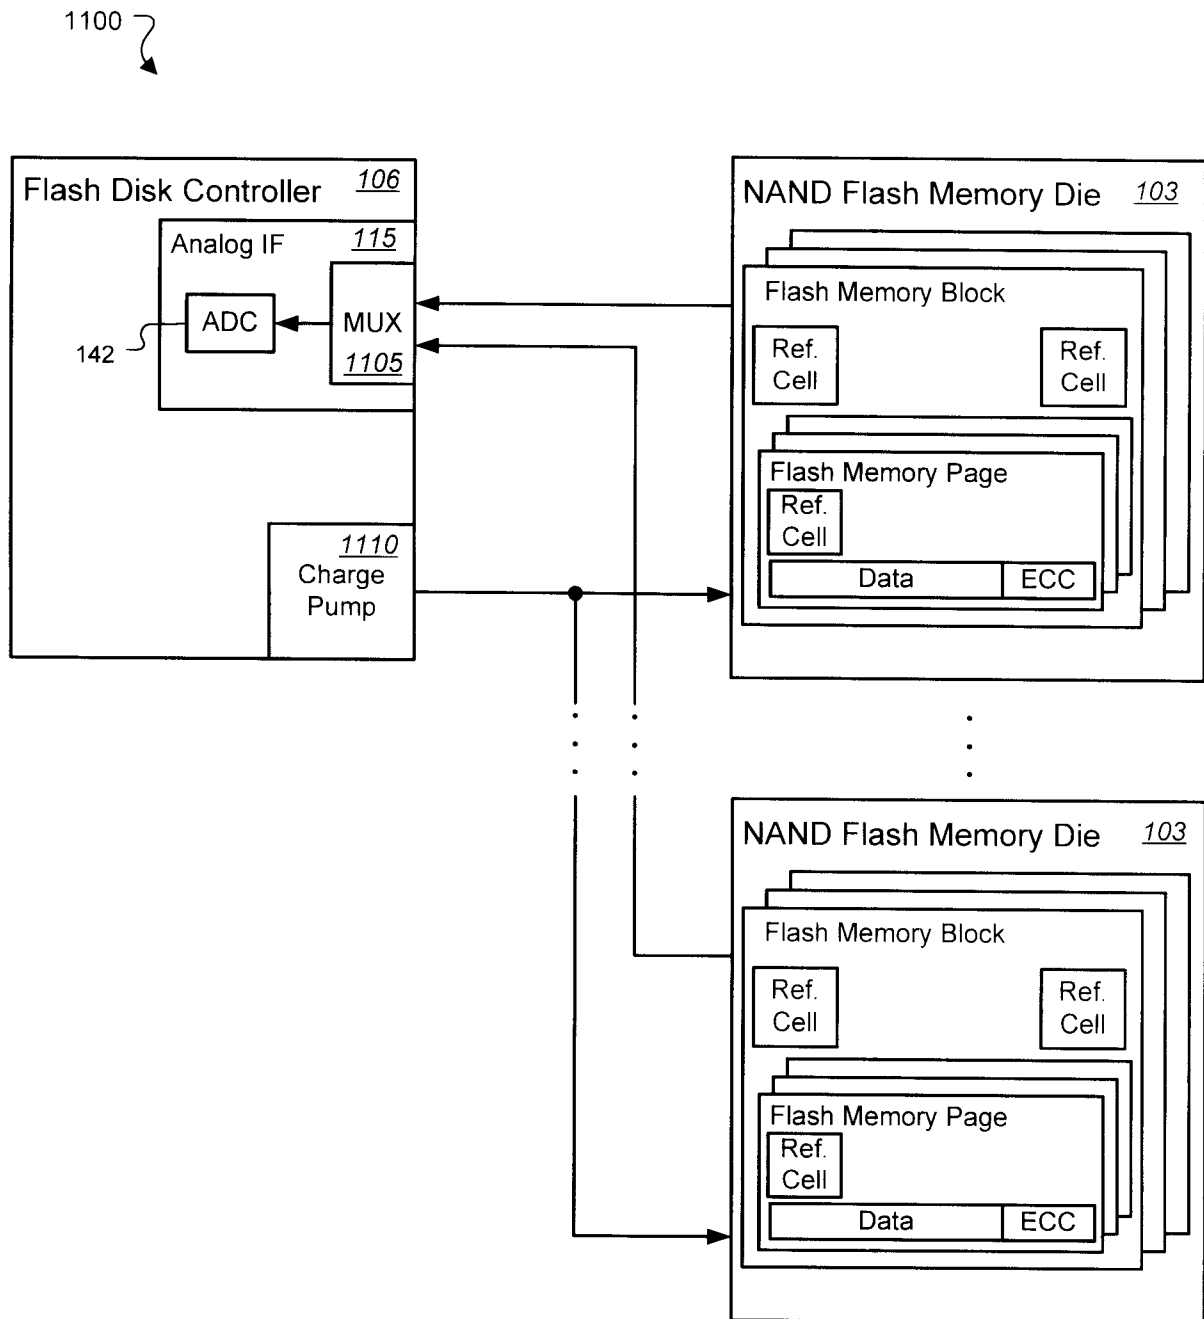 1100
Flash Disk Controller 106
Analog IF 115
ADC
MUX
1105
142
1110
Charge
Pump
NAND Flash Memory Die 103
Flash Memory Block
Ref.
Cell
Ref.
Cell
Flash Memory Page
Ref.
Cell
Data
ECC
NAND Flash Memory Die 103
Flash Memory Block
Ref.
Cell
Ref.
Cell
Flash Memory Page
Ref.
Cell
Data
ECC